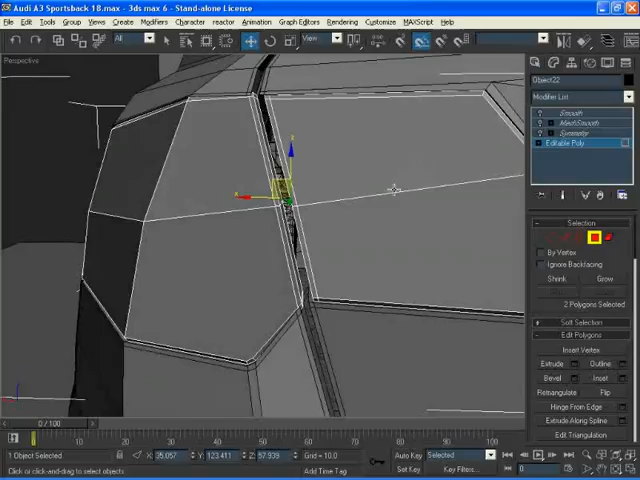 Audi A3 Sportsback 18.max - 3ds max 6 - Stand-alone License
File Edit Tools Group Views Create Modifiers Character reactor Animation Graph Editors Rendering Customize MAXScript Help
All
View
Perspective
Object22
Modifier List
Smooth
MeshSmooth
Symmetry
Editable Poly
Selection
By Vertex
Ignore Backfacing
Shrink Grow
2 Polygons Selected
Soft Selection
Edit Polygons
Insert Vertex
Extrude Outline
Bevel Inset
Retriangulate Flip
Hinge From Edge
Extrude Along Spline
Edit Triangulation
0 / 100
0 10 20 30 40 50 60 70 80 90 100
1 Object Selected X: 35.057 Y: 123.411 Z: 57.939 Grid = 10.0 Auto Key Selected
Click or click-and-drag to select objects Add Time Tag Set Key Key Filters... 0